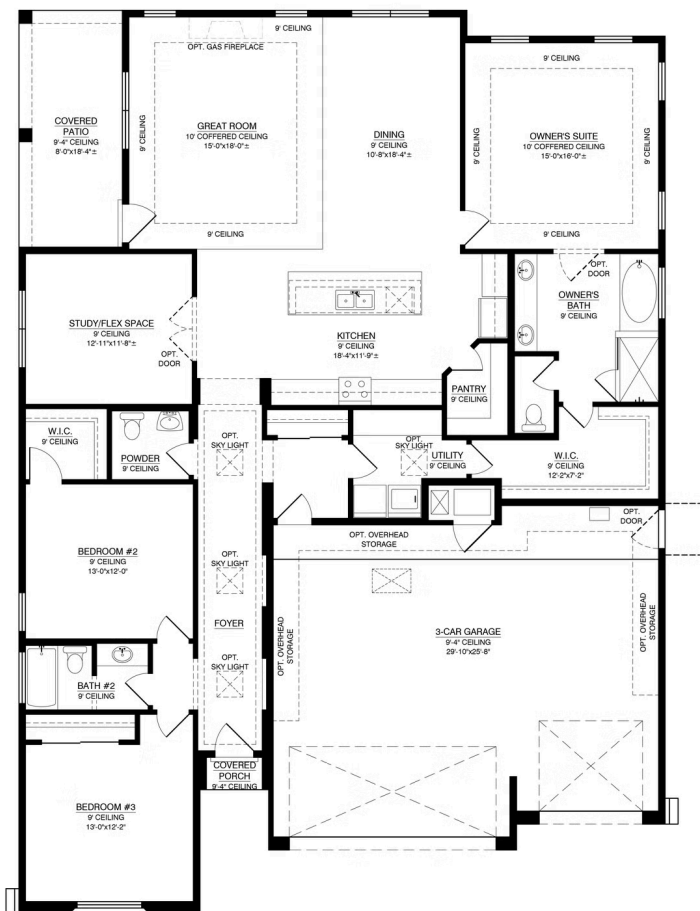 9' CEILING
OPT. GAS FIREPLACE
COVERED
PATIO
9'-4" CEILING
8'-0"x18'-4"±
9' CEILING
GREAT ROOM
10' COFFERED CEILING
15'-0"x18'-0"±
9' CEILING
DINING
9' CEILING
10'-8"x18'-4"±
9' CEILING
9' CEILING
OWNER'S SUITE
10' COFFERED CEILING
15'-0"x16'-0"±
9' CEILING
9' CEILING
STUDY/FLEX SPACE
9' CEILING
12'-11"x11'-8"±
OPT.
DOOR
KITCHEN
9' CEILING
18'-4"x11'-9"±
PANTRY
9' CEILING
OPT.
DOOR
OWNER'S
BATH
9' CEILING
W.I.C.
9' CEILING
POWDER
9' CEILING
OPT.
SKY LIGHT
OPT.
SKY LIGHT
UTILITY
9' CEILING
W.I.C.
9' CEILING
12'-2"x7'-2"
BEDROOM #2
9' CEILING
13'-0"x12'-0"
OPT.
SKY LIGHT
FOYER
OPT.
SKY LIGHT
OPT. OVERHEAD
STORAGE
OPT.
DOOR
OPT. OVERHEAD
STORAGE
3-CAR GARAGE
9'-4" CEILING
29'-10"x25'-8"
OPT. OVERHEAD
STORAGE
BATH #2
9' CEILING
COVERED
PORCH
9'-4" CEILING
BEDROOM #3
9' CEILING
13'-0"x12'-2"